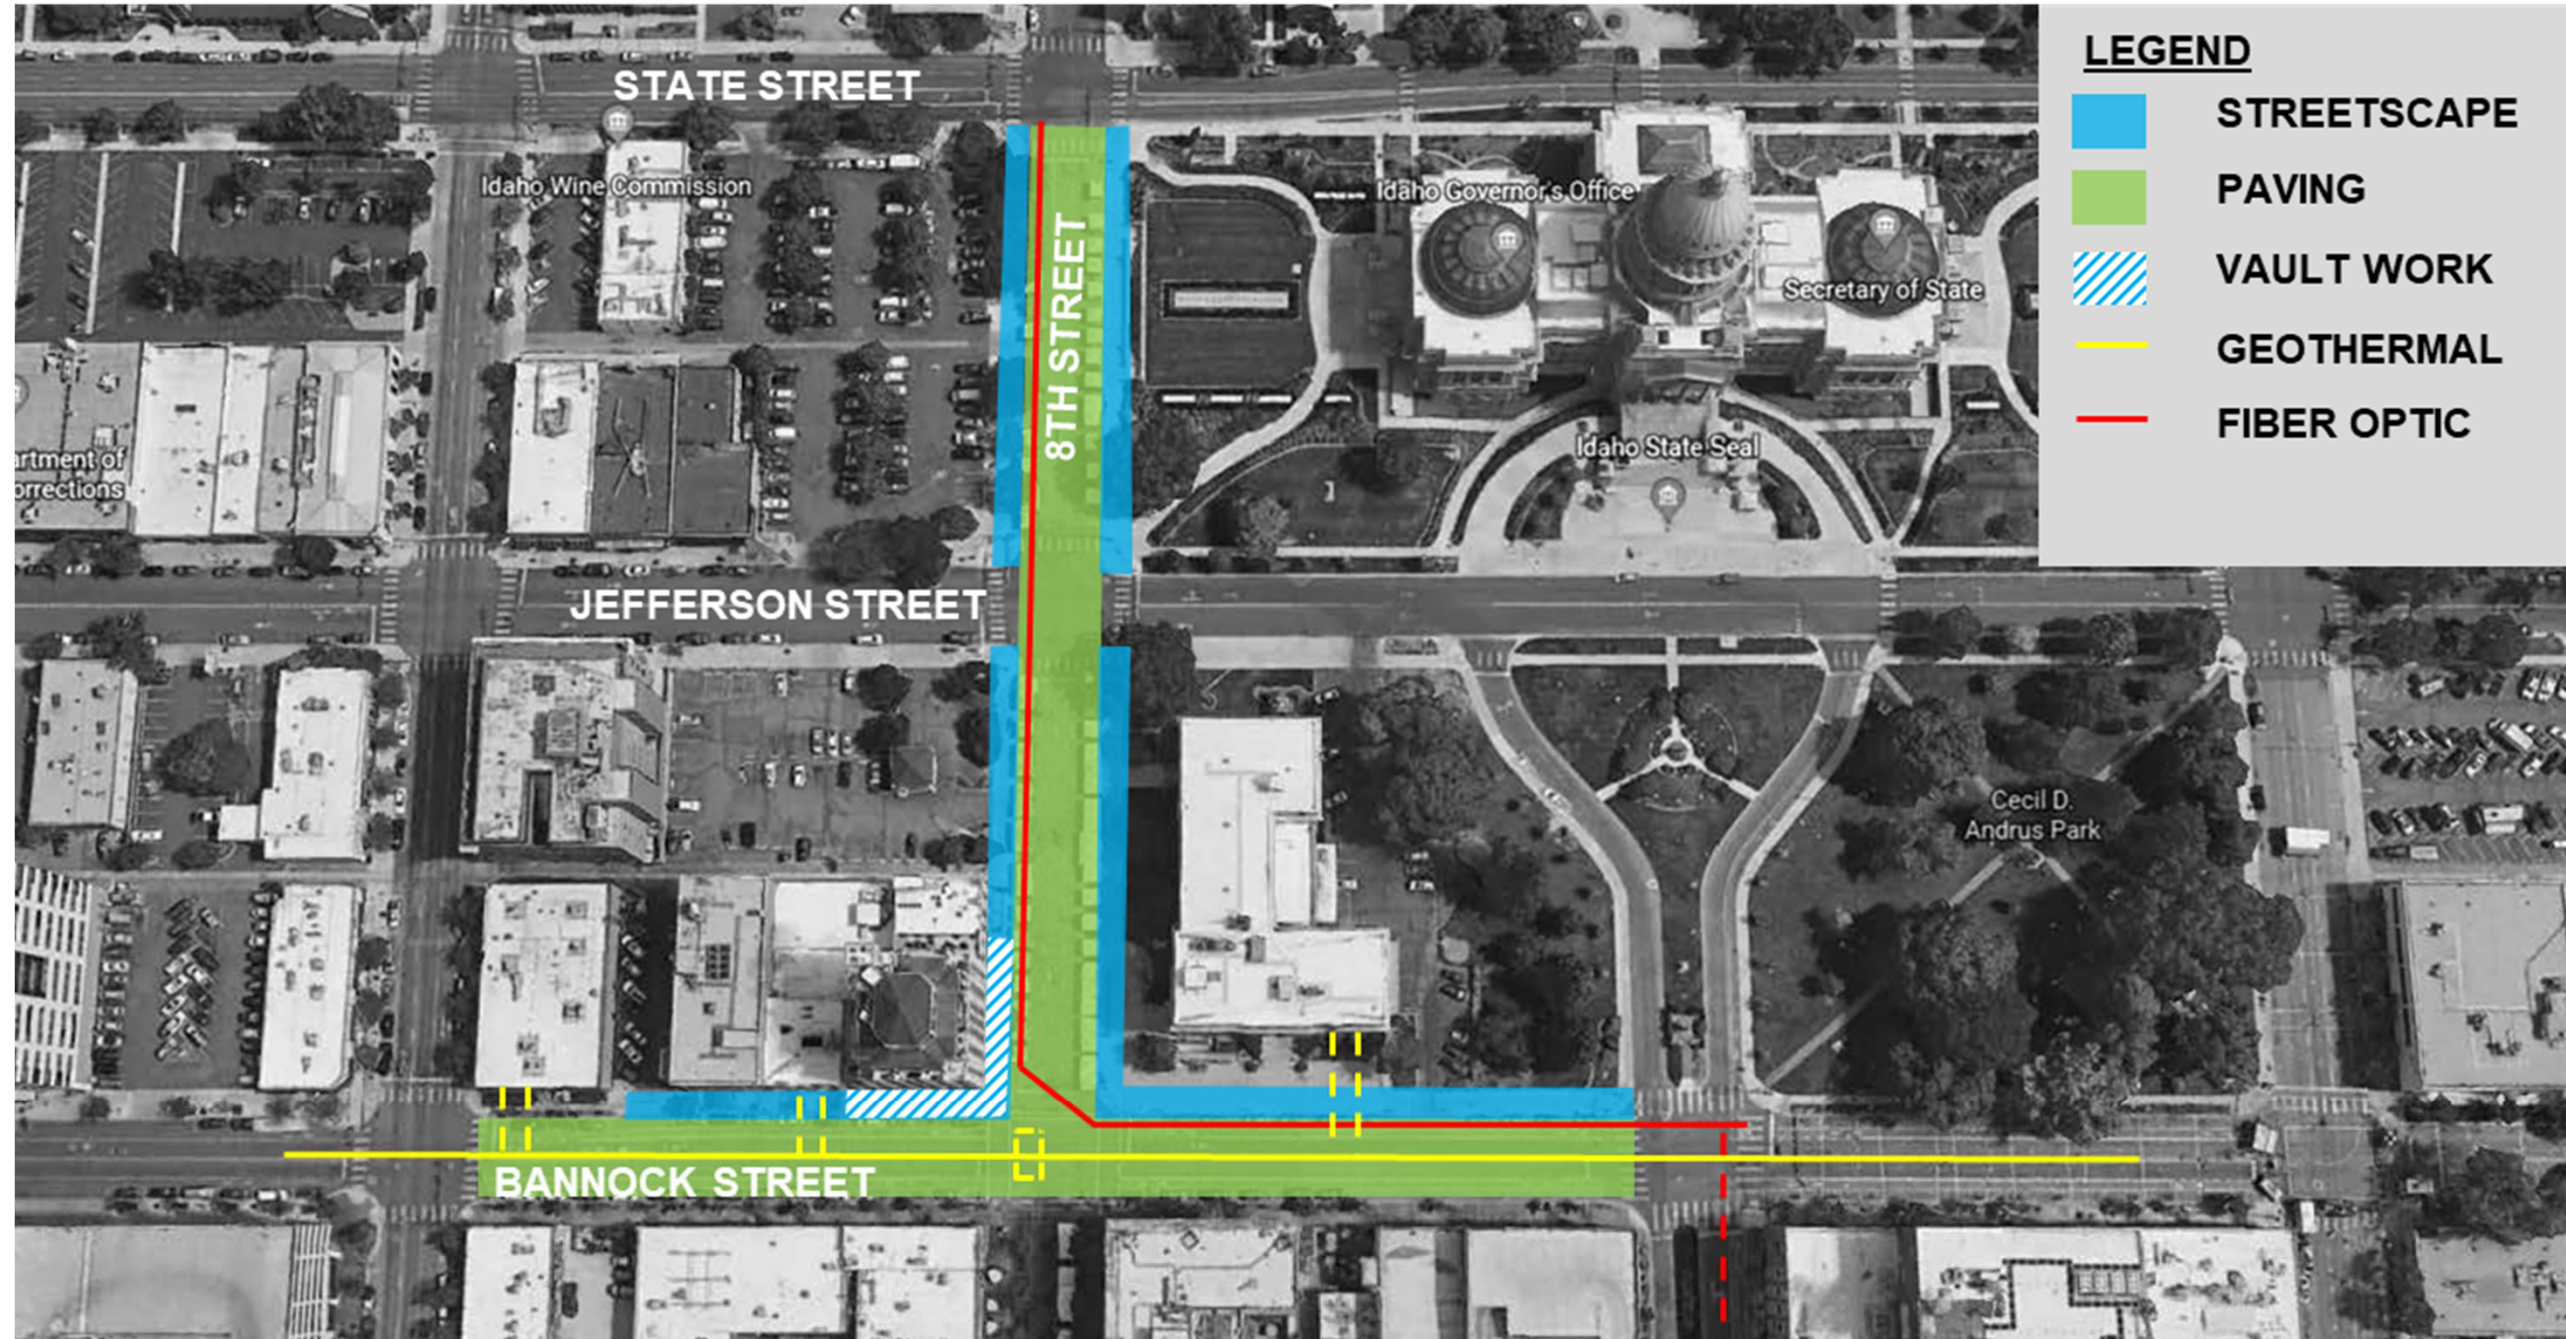 STATE STREET
Idaho Wine Commission
Idaho Governor's Office
Secretary of State
8TH STREET
Idaho State Seal
artment of
orrections
JEFFERSON STREET
Cecil D.
Andrus Park
BANNOCK STREET
LEGEND
STREETSCAPE
PAVING
VAULT WORK
GEOTHERMAL
FIBER OPTIC